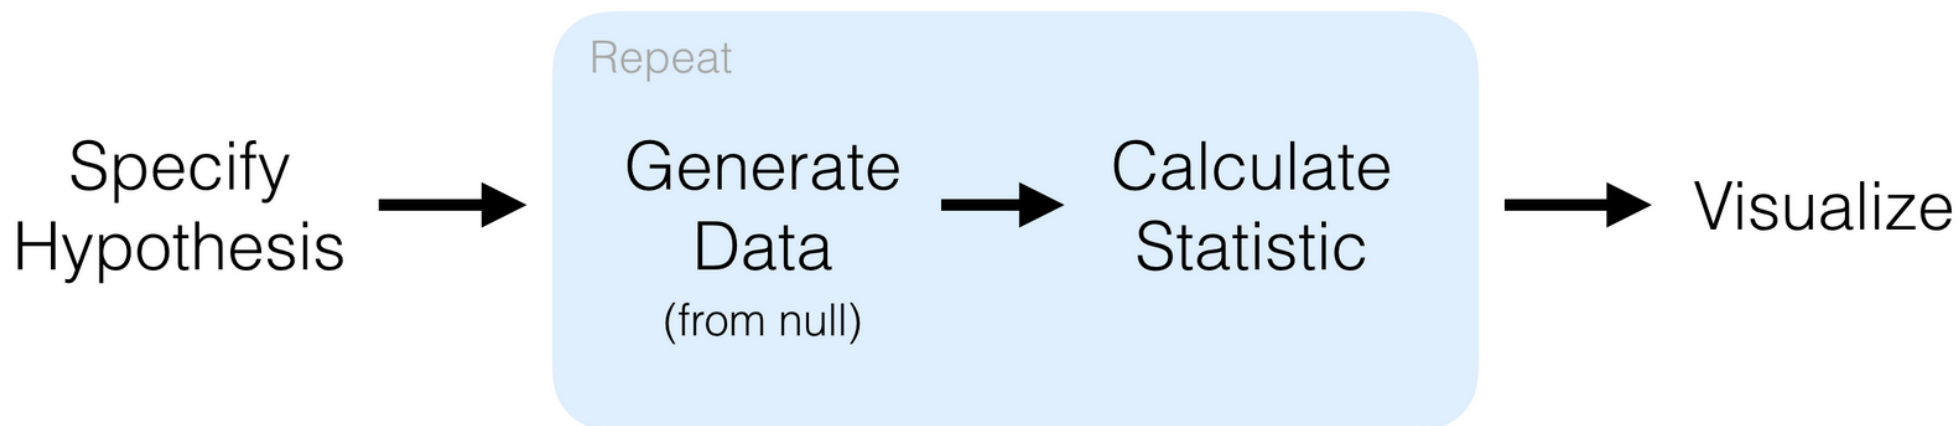 Specify
Hypothesis
Repeat
Generate
Data
(from null)
Calculate
Statistic
Visualize